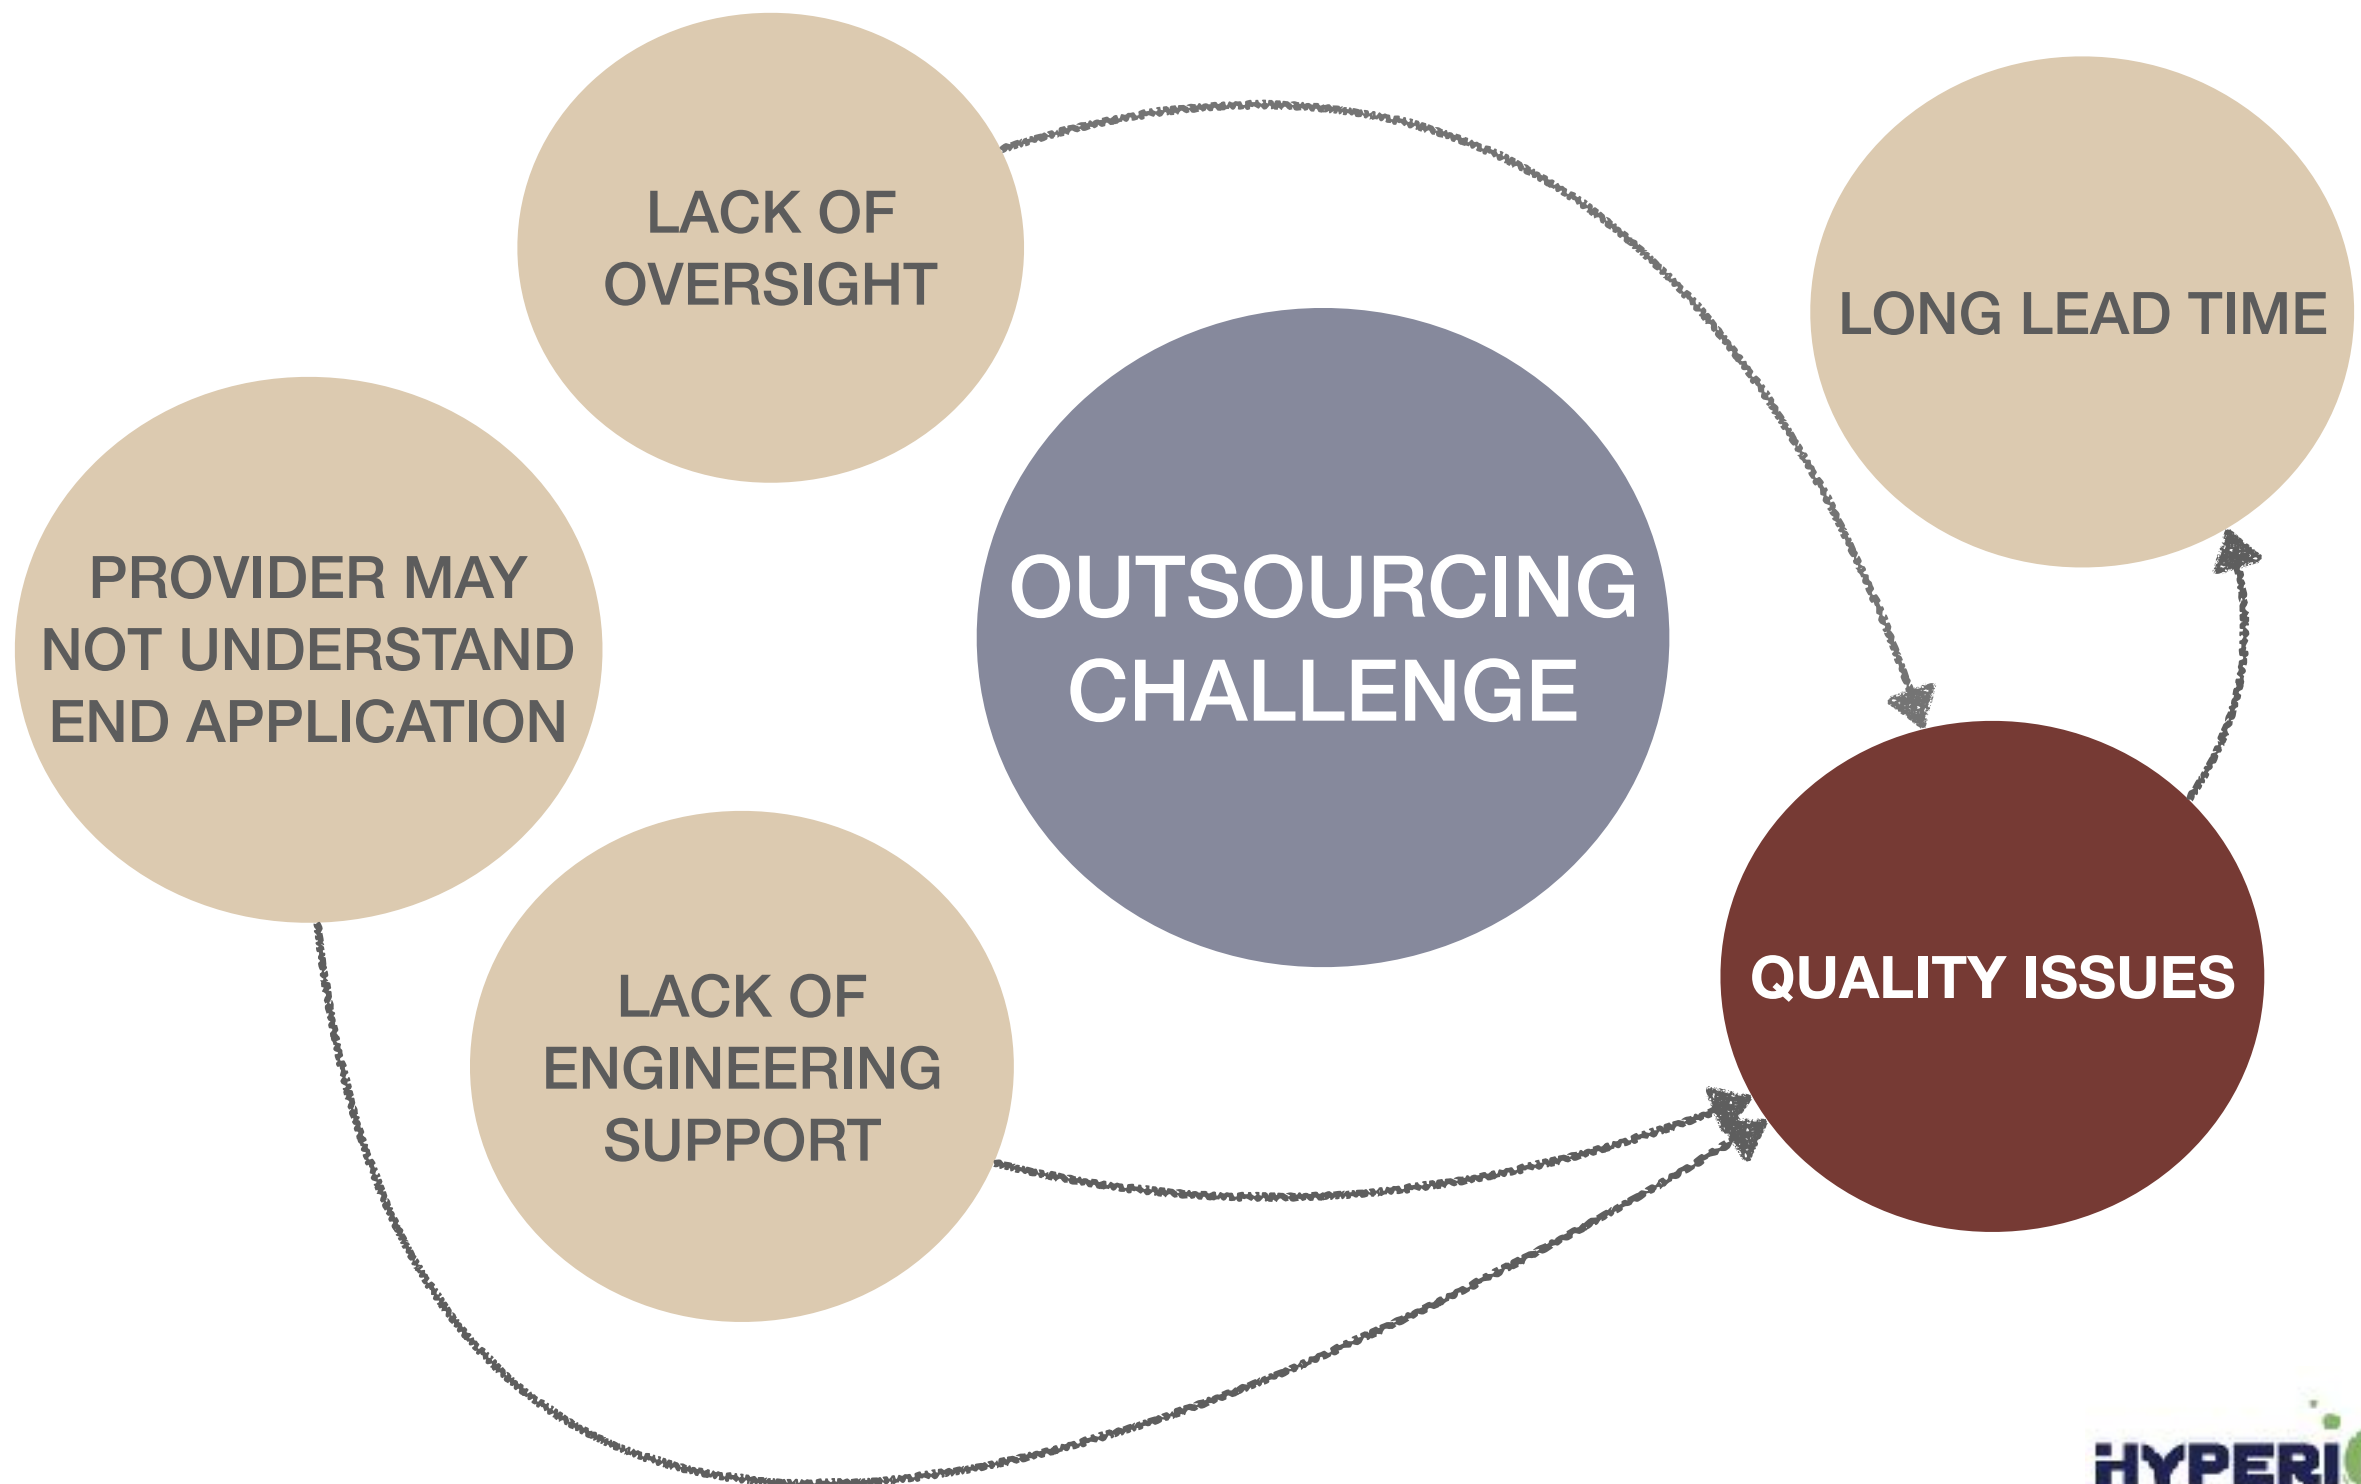 LACK OF
OVERSIGHT
LONG LEAD TIME
PROVIDER MAY
NOT UNDERSTAND
END APPLICATION
OUTSOURCING
CHALLENGE
LACK OF
ENGINEERING
SUPPORT
QUALITY ISSUES
HYPERI